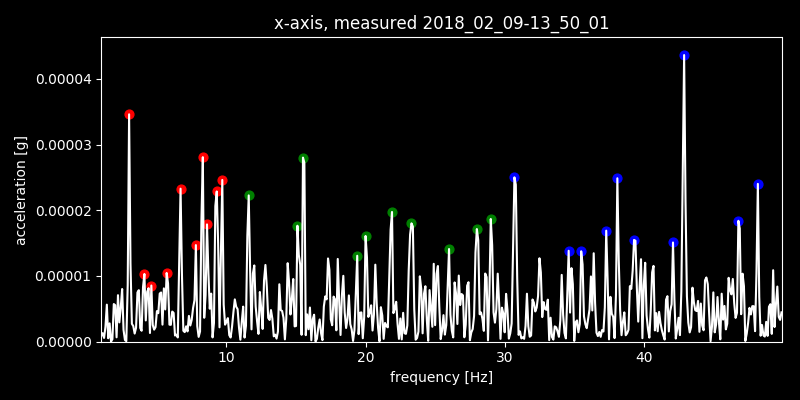 x-axis, measured 2018_02_09-13_50_01
acceleration [g]
0.00004
0.00003
0.00002
0.00001
0.00000
10 20 30 40
frequency [Hz]